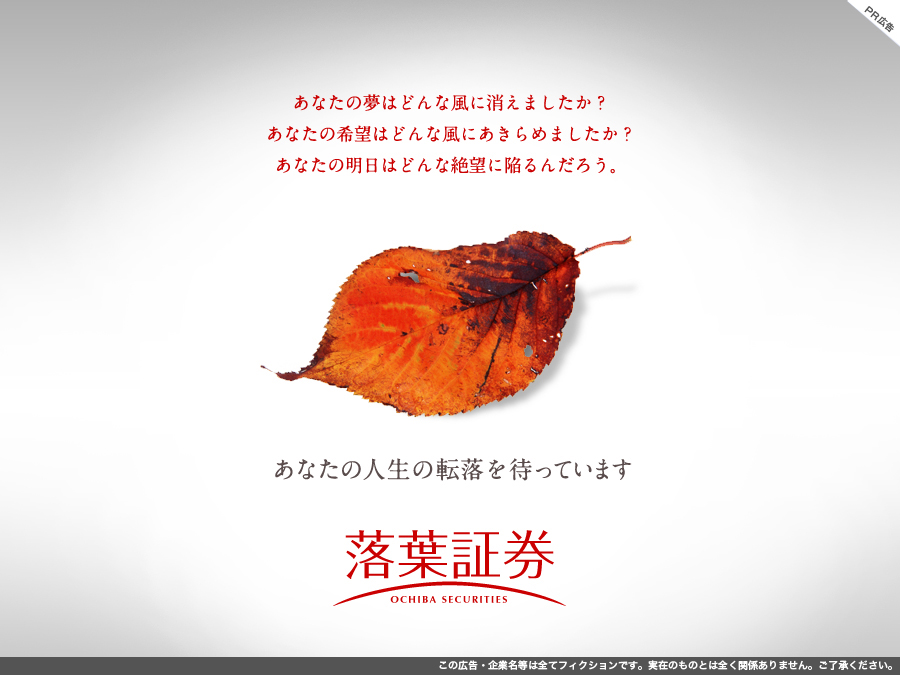 PR広告
あなたの夢はどんな風に消えましたか？
あなたの希望はどんな風にあきらめましたか？
あなたの明日はどんな絶望に陥るんだろう。
あなたの人生の転落を待っています
落葉証券
OCHIBA SECURITIES
この広告・企業名等は全てフィクションです。実在のものとは全く関係ありません。ご了承ください。